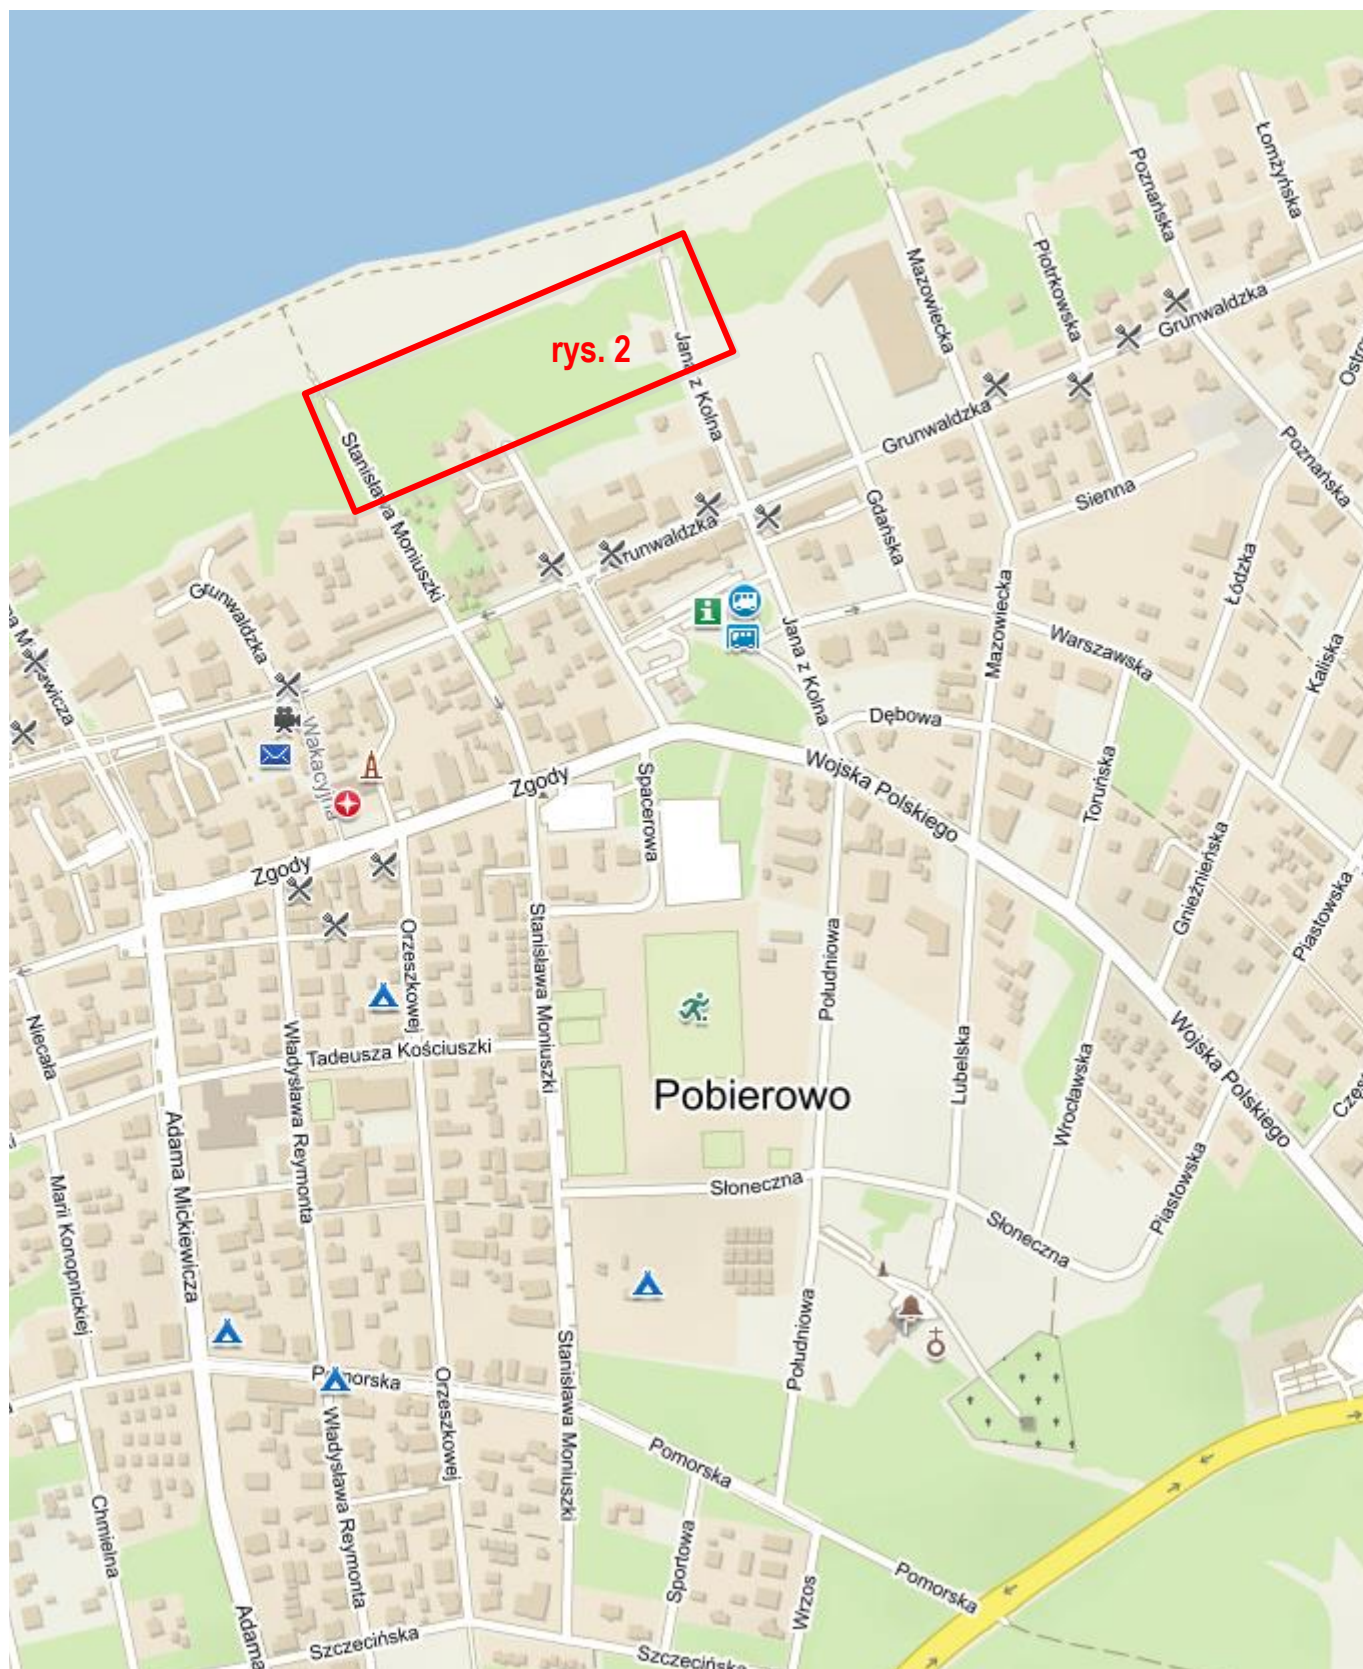 Łomżyńska
Poznańska
Piotrkowska
Mazowiecka
Grunwaldzka
rys. 2
Jana z Kolna
Grunwaldzka
Stanisława Moniuszki
Poznańska
Sienna
Gdańska
Grunwaldzka
Łódzka
Grunwaldzka
Mazowiecka
Jana z Kolna
Warszawska
Kaliska
Dębowa
Wakacyjna
Zgody
Spacerowa
Wojska Polskiego
Toruńska
Zgody
Gnieźnieńska
Piastowska
Stanisława Moniuszki
Orzeszkowej
Południowa
Niecała
Władysława Reymonta
Tadeusza Kościuszki
Lubelska
Wrocławska
Wojska Polskiego
Pobierowo
Adama Mickiewicza
Marii Konopnickiej
Słoneczna
Piastowska
Słoneczna
Południowa
Stanisława Moniuszki
Pomorska
Orzeszkowej
Władysława Reymonta
Pomorska
Chmielna
Sportowa
Wrzos
Pomorska
Adama
Szczecińska
Szczecińska